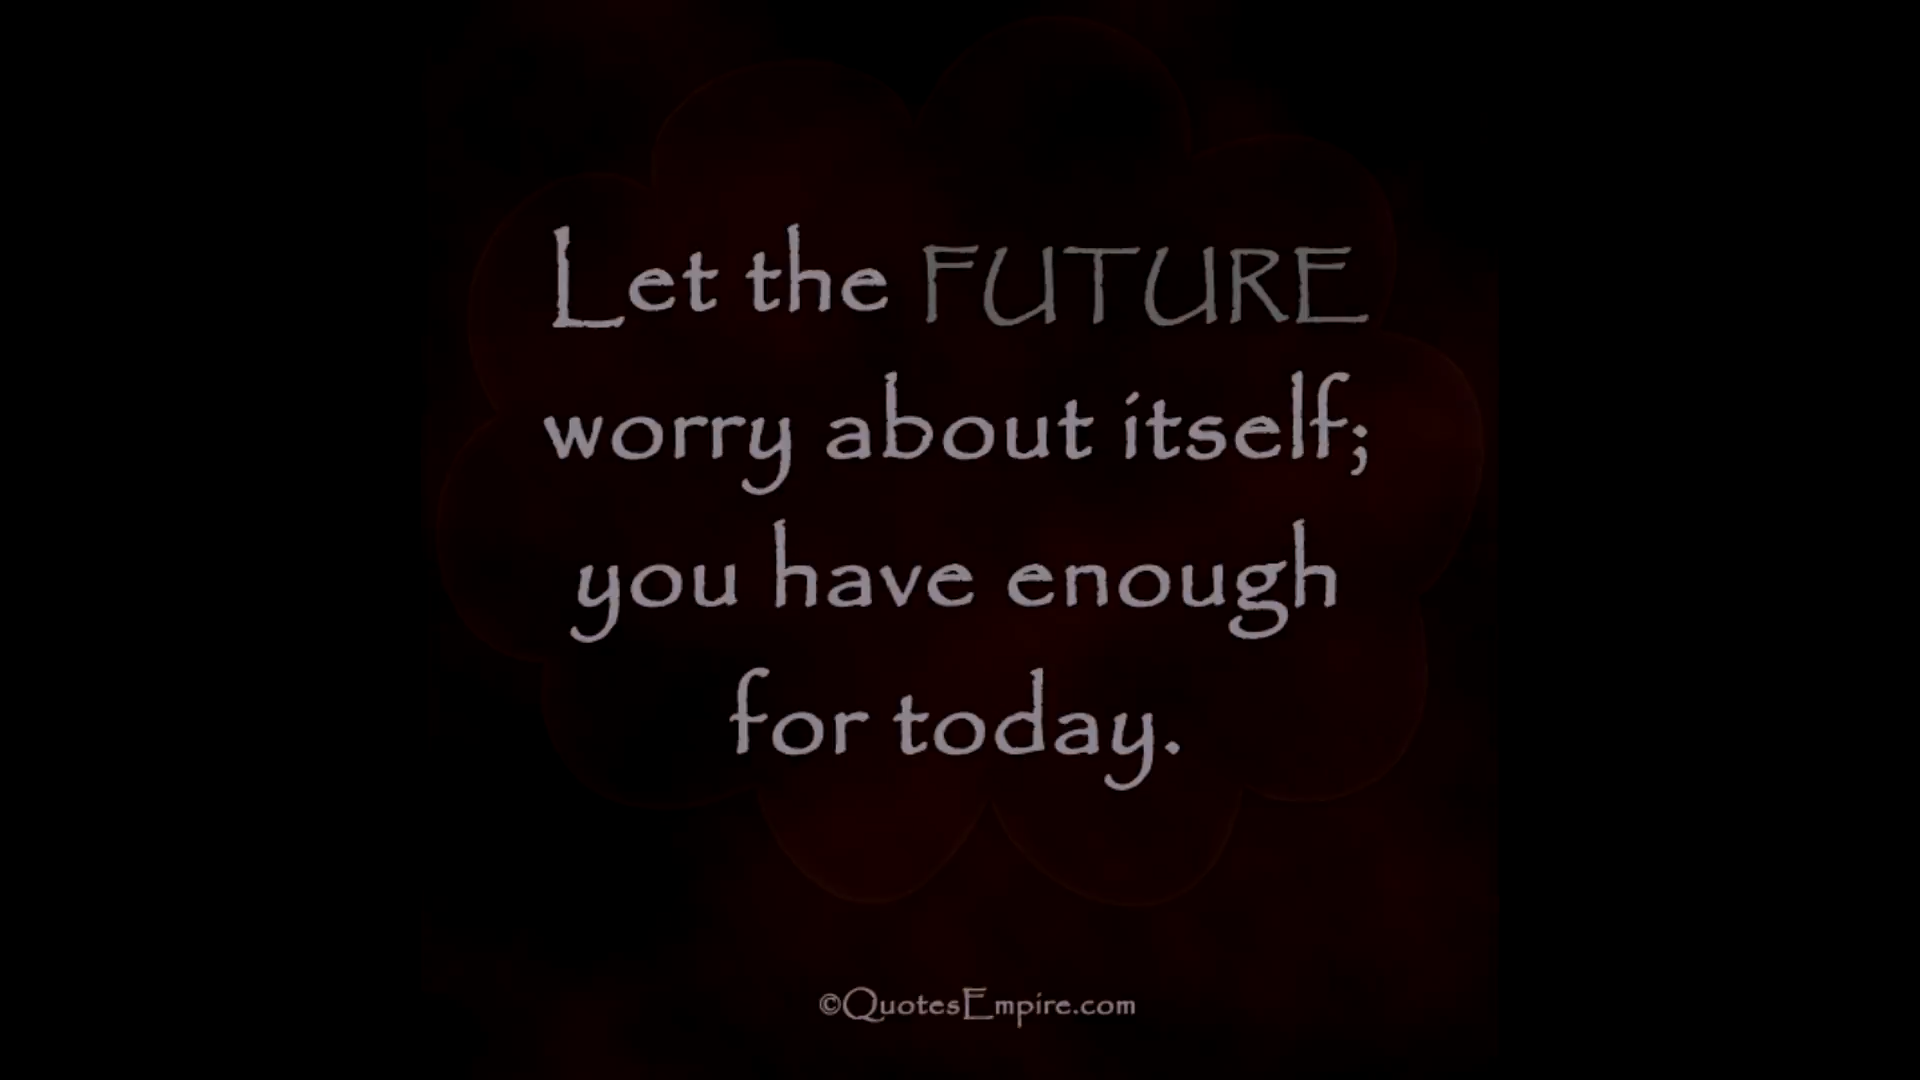 Let the FUTURE
worry about itself;
you have enough
for today.
©QuotesEmpire.com